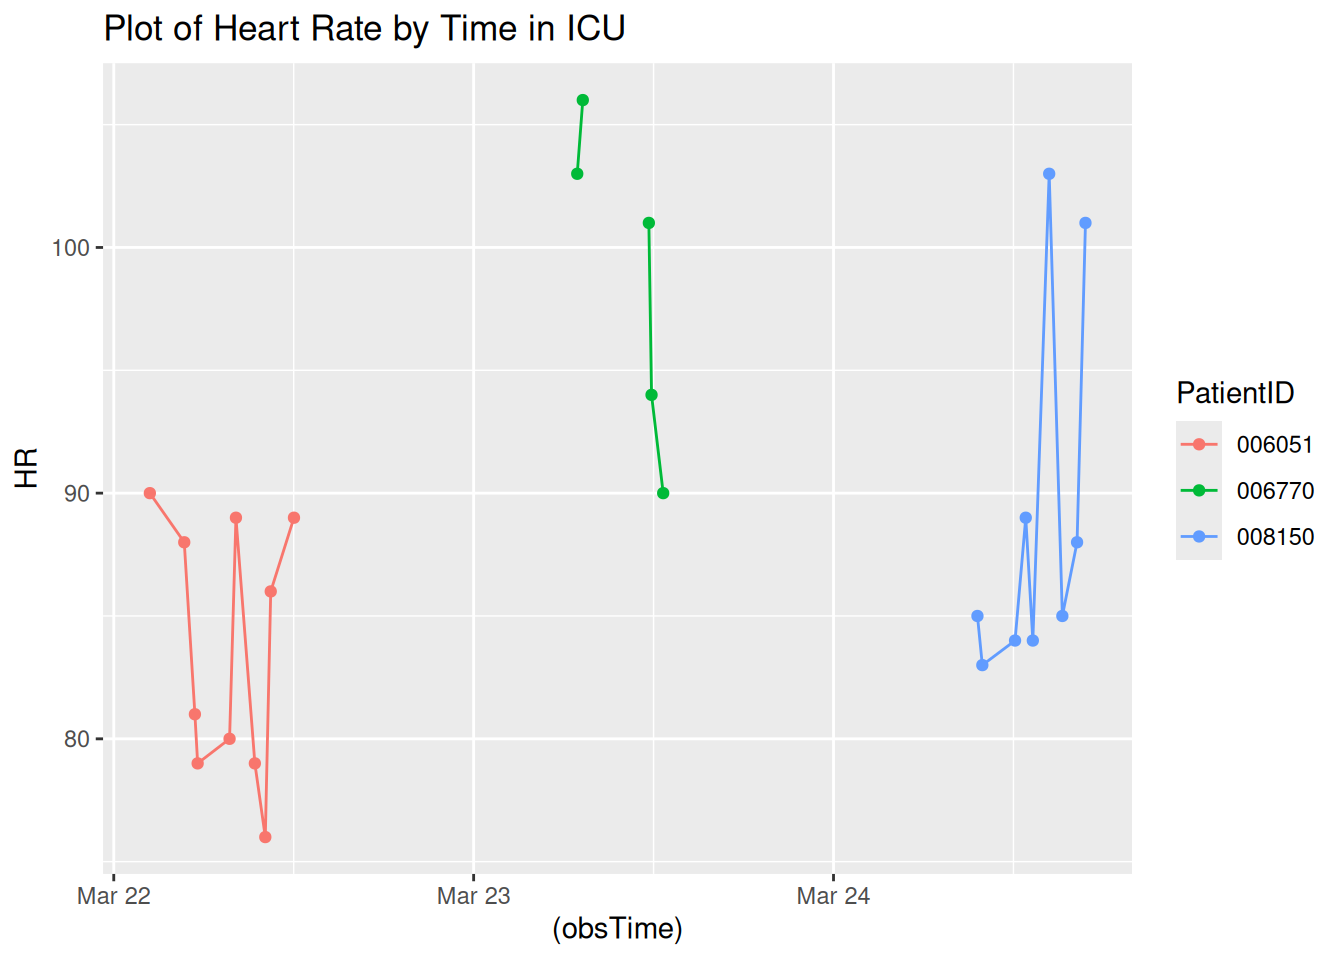 Plot of Heart Rate by Time in ICU
100
90
80
HR
Mar 22
Mar 23
Mar 24
(obsTime)
PatientID
006051
006770
008150